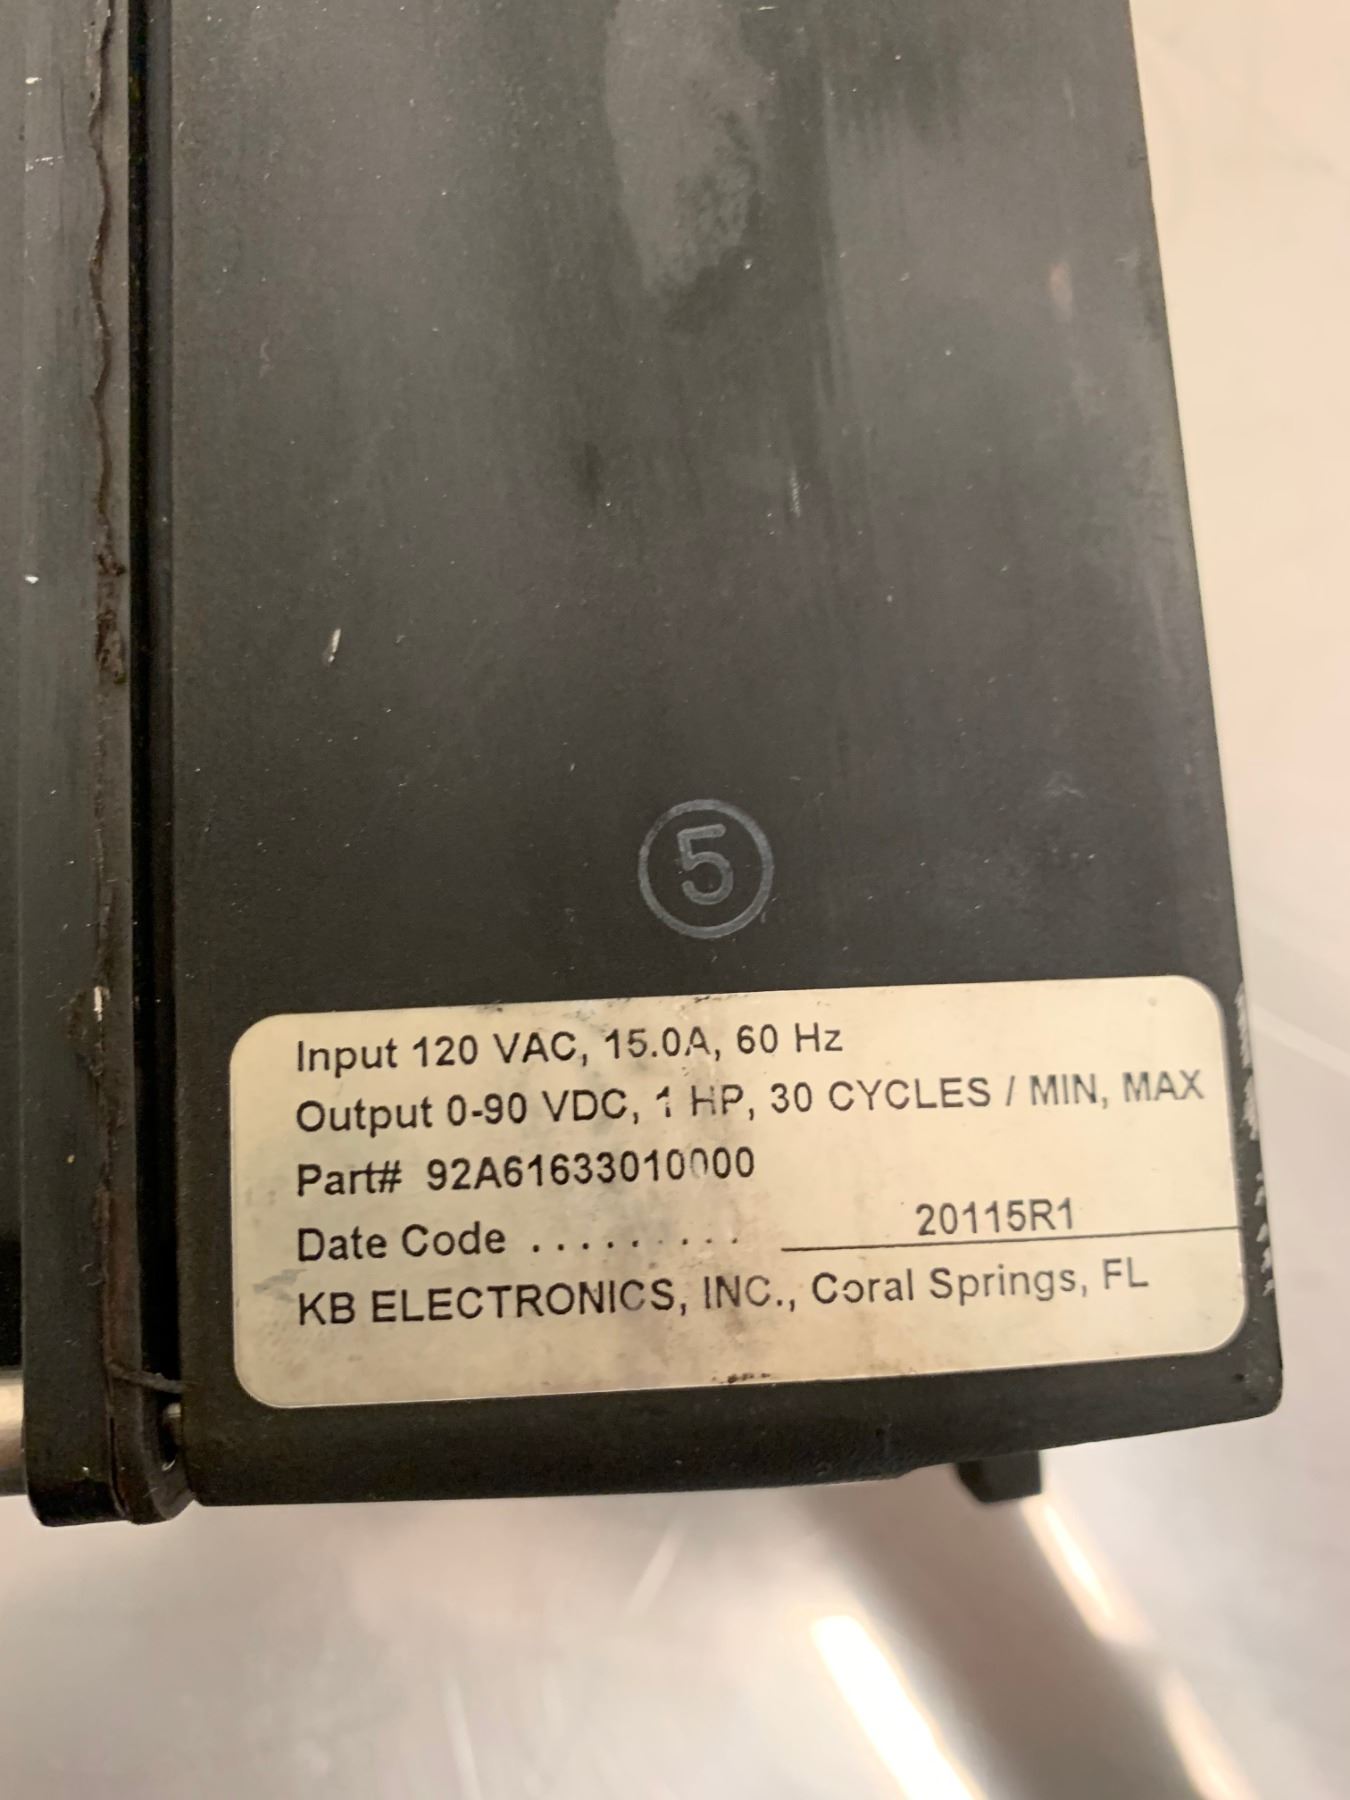 5
Input 120 VAC, 15.0A, 60 Hz
Output 0-90 VDC, 1 HP, 30 CYCLES / MIN, MAX
Part# 92A61633010000
Date Code ......... 20115R1
KB ELECTRONICS, INC., Coral Springs, FL